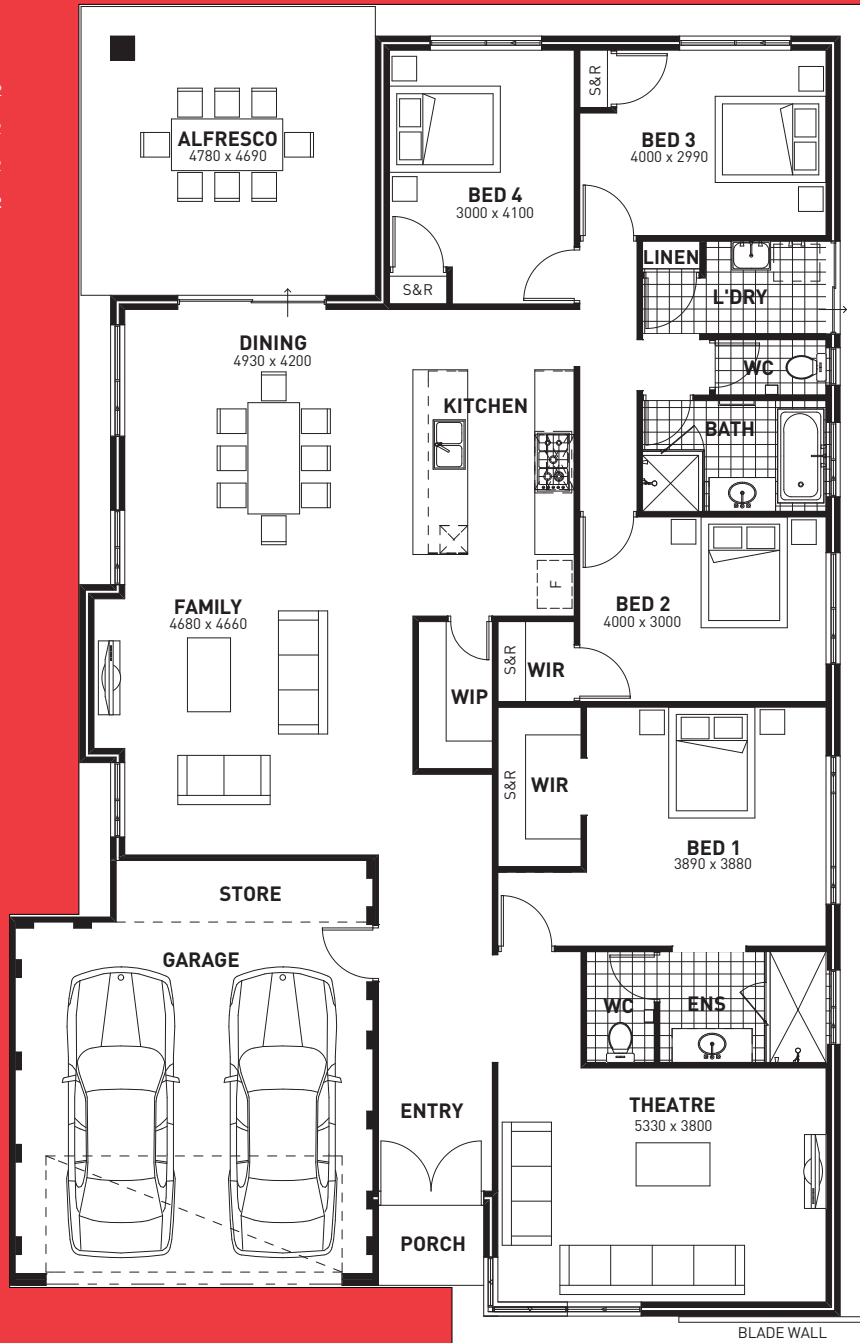 ALFRESCO
4780 x 4690
BED 4
3000 x 4100
S&R
S&R
BED 3
4000 x 2990
LINEN
L'DRY
WC
BATH
DINING
4930 x 4200
KITCHEN
F
FAMILY
4680 x 4660
WIP
S&R
WIR
BED 2
4000 x 3000
S&R
WIR
BED 1
3890 x 3880
STORE
GARAGE
WC
ENS
ENTRY
THEATRE
5330 x 3800
PORCH
BLADE WALL